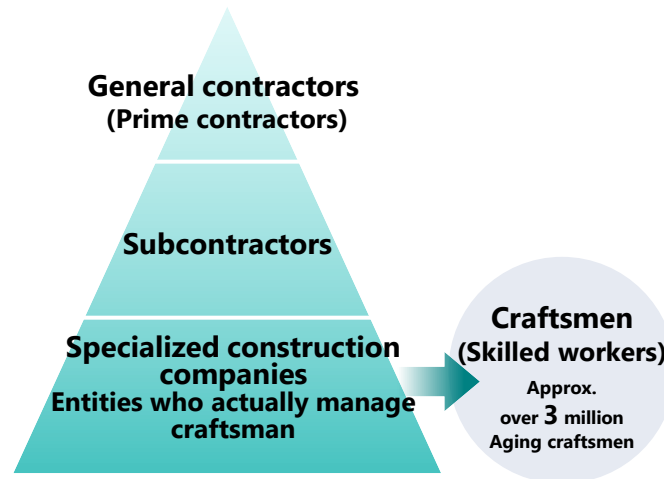 General contractors
(Prime contractors)
Subcontractors
Specialized construction
companies
Entities who actually manage
craftsman
Craftsmen
(Skilled workers)
Approx.
over 3 million
Aging craftsmen